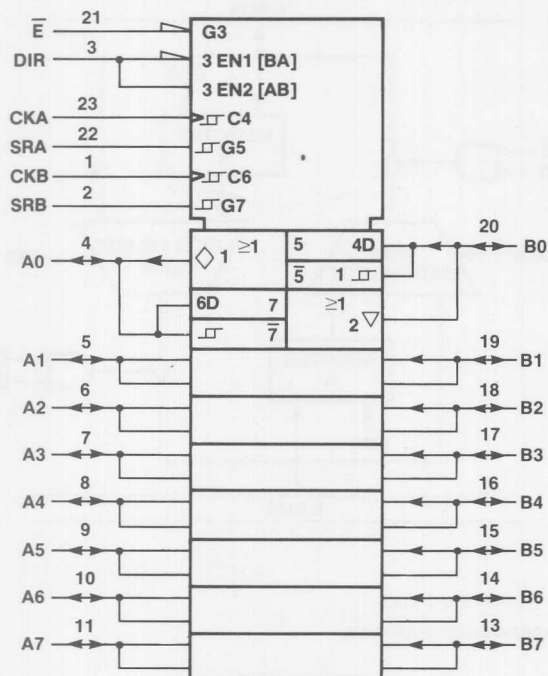 E̅ 21 G3
DIR 3 3 EN1 [BA]
3 EN2 [AB]
CKA 23 C4
SRA 22 G5
CKB 1 C6
SRB 2 G7
A0 4 ◇ 1 ≥1 5 4D 20 B0
5̅ 1
6D 7 ≥1
7̅ 2 ▽
A1 5 19 B1
A2 6 18 B2
A3 7 17 B3
A4 8 16 B4
A5 9 15 B5
A6 10 14 B6
A7 11 13 B7